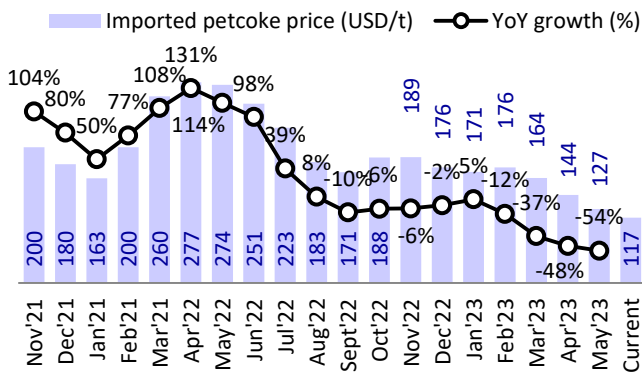 Imported petcoke price (USD/t) YoY growth (%)
104%
80%
50%
77%
108%
131%
114%
98%
39%
8%
-10%
-6%
-6%
-2%
5%
-12%
-37%
-48%
-54%
200
180
163
200
260
277
274
251
223
183
171
188
189
176
171
176
164
144
127
117
Nov'21
Dec'21
Jan'21
Feb'21
Mar'21
Apr'22
May'22
Jun'22
Jul'22
Aug'22
Sept'22
Oct'22
Nov'22
Dec'22
Jan'23
Feb'23
Mar'23
Apr'23
May'23
Current